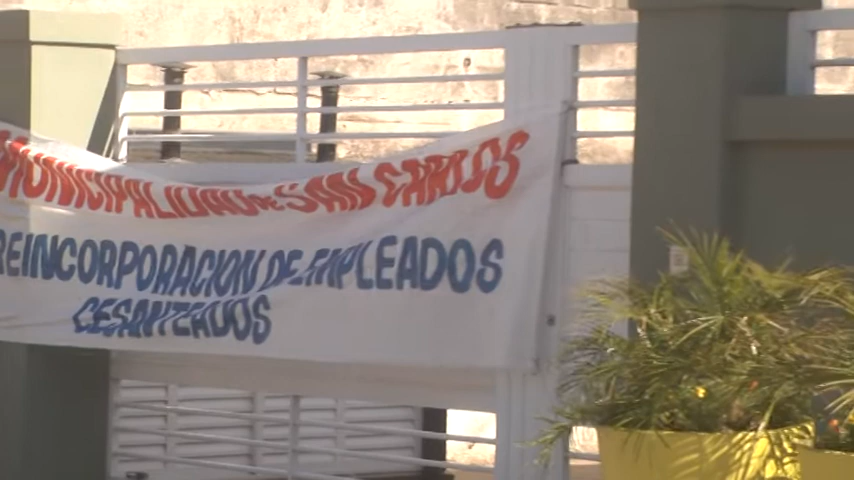 MUNICIPALIDAD DE SAN CARLOS
REINCORPORACION DE EMPLEADOS
CESANTEADOS